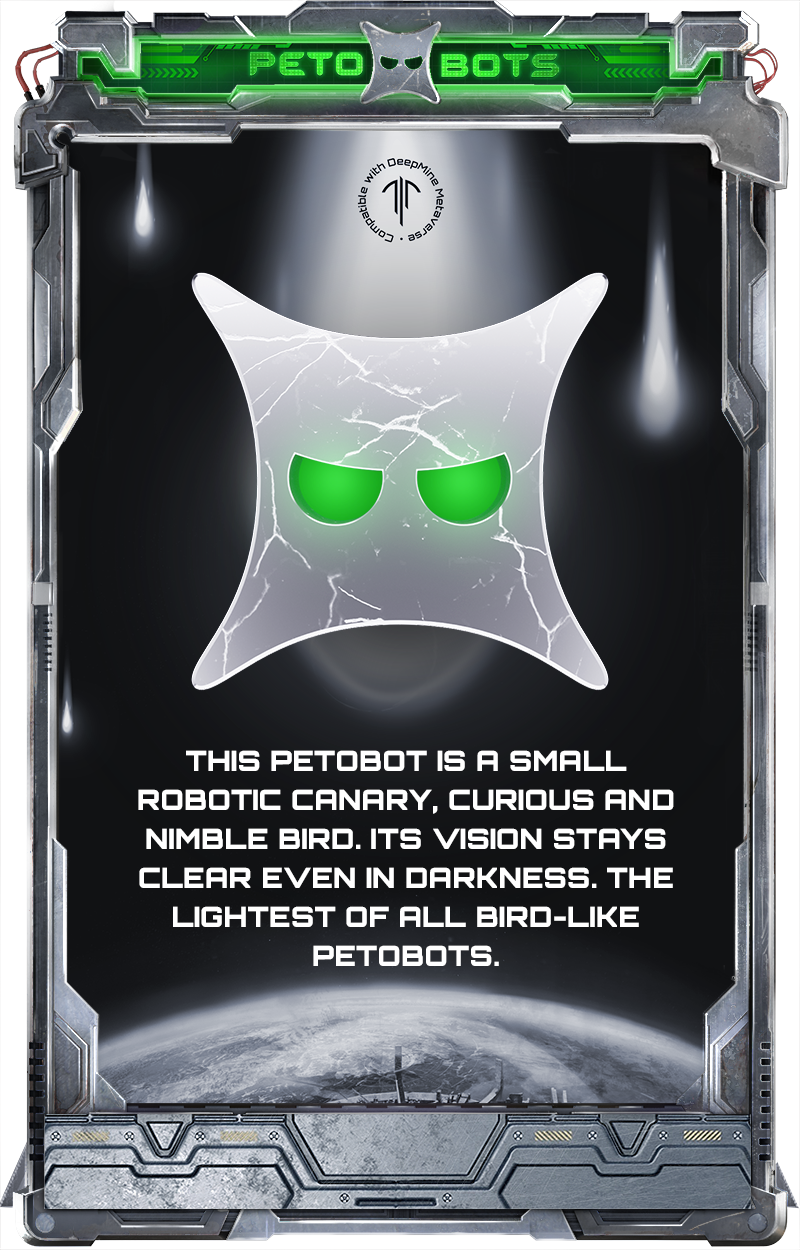 PETO BOTS
Compatible with DeepMine Metaverse •
THIS PETOBOT IS A SMALL
ROBOTIC CANARY, CURIOUS AND
NIMBLE BIRD. ITS VISION STAYS
CLEAR EVEN IN DARKNESS. THE
LIGHTEST OF ALL BIRD-LIKE
PETOBOTS.